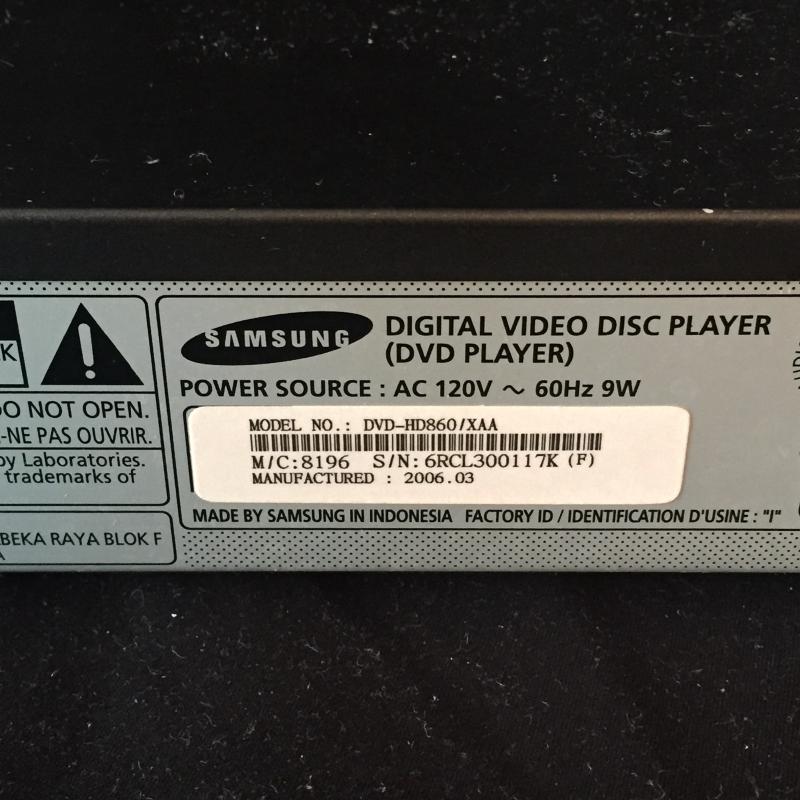 K
DO NOT OPEN.
-NE PAS OUVRIR.
by Laboratories.
trademarks of
BEKA RAYA BLOK F
A
SAMSUNG
DIGITAL VIDEO DISC PLAYER
(DVD PLAYER)
POWER SOURCE : AC 120V ~ 60Hz 9W
MODEL NO.: DVD-HD860/XAA
M/C:8196 S/N:6RCL300117K (F)
MANUFACTURED : 2006.03
MADE BY SAMSUNG IN INDONESIA FACTORY ID / IDENTIFICATION D'USINE : "I"